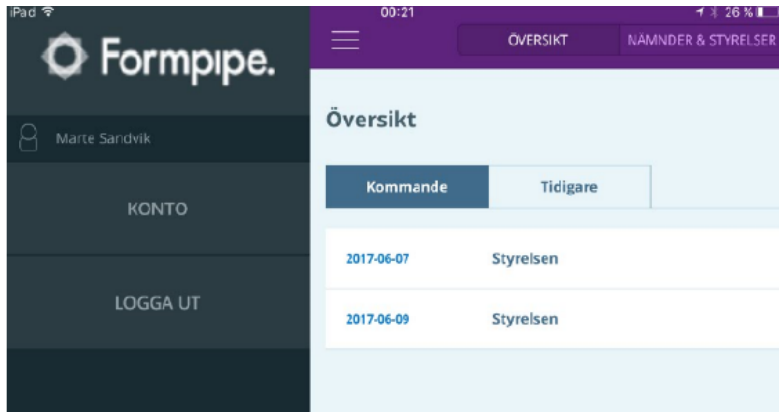 iPad 00:21 26 %
Formpipe.
ÖVERSIKT NÄMNDER & STYRELSER
Översikt
Marte Sandvik
Kommande Tidigare
KONTO
2017-06-07 Styrelsen
LOGGA UT
2017-06-09 Styrelsen